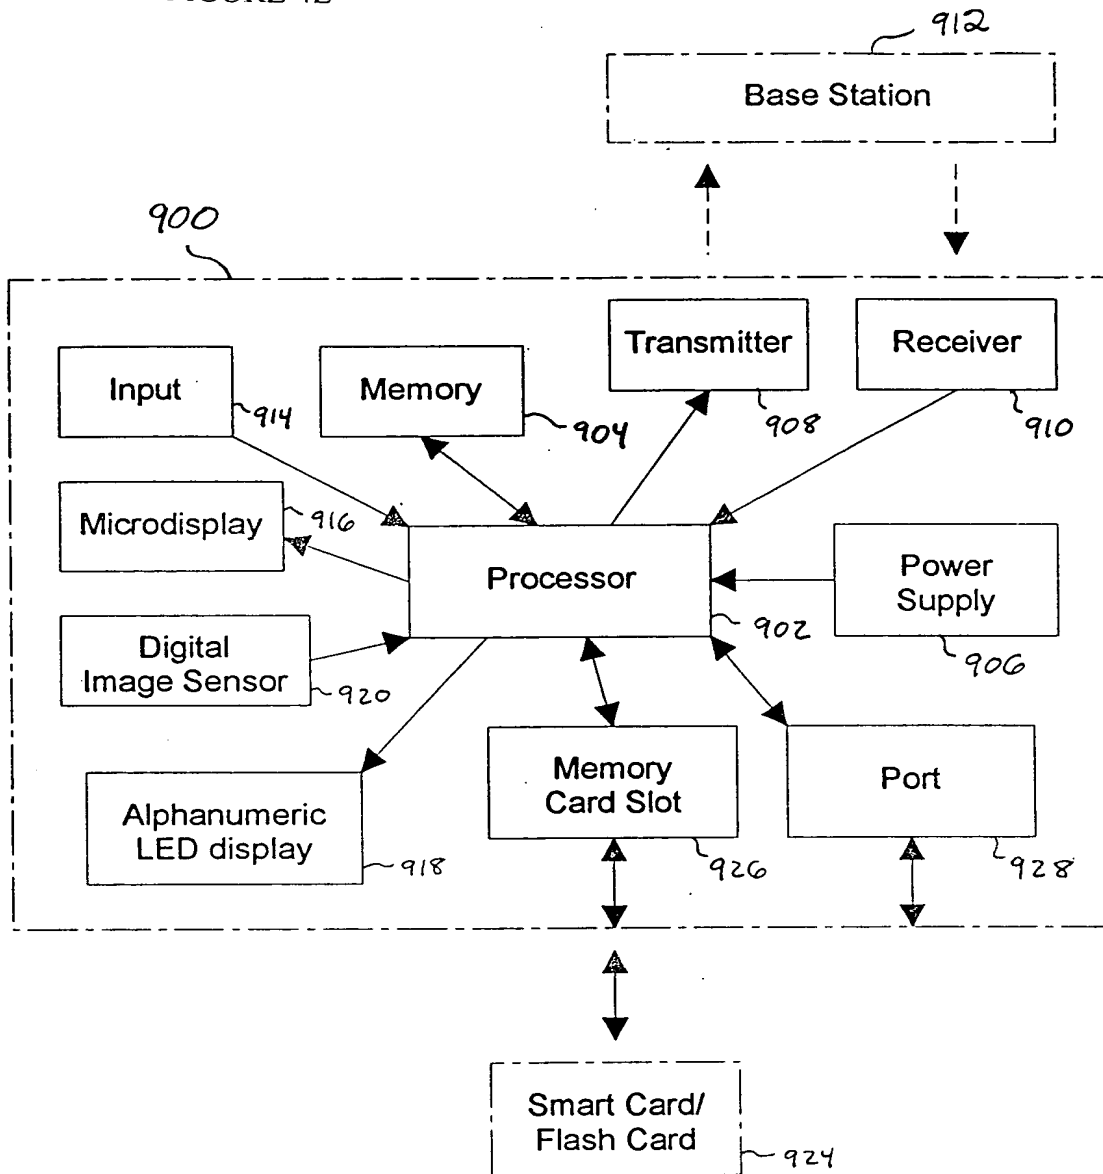 912
Base Station
900
Transmitter
908
Receiver
910
Input
914
Memory
904
Microdisplay
916
Processor
902
Power
Supply
906
Digital
Image Sensor
920
Alphanumeric
LED display
918
Memory
Card Slot
926
Port
928
Smart Card/
Flash Card
924